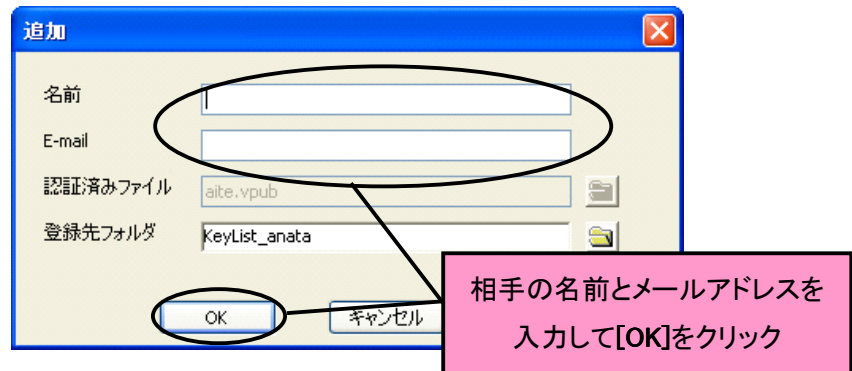 追加
名前
E-mail
認証済みファイル aite.vpub
登録先フォルダ KeyList_anata
OK キャンセル
相手の名前とメールアドレスを
入力して[OK]をクリック